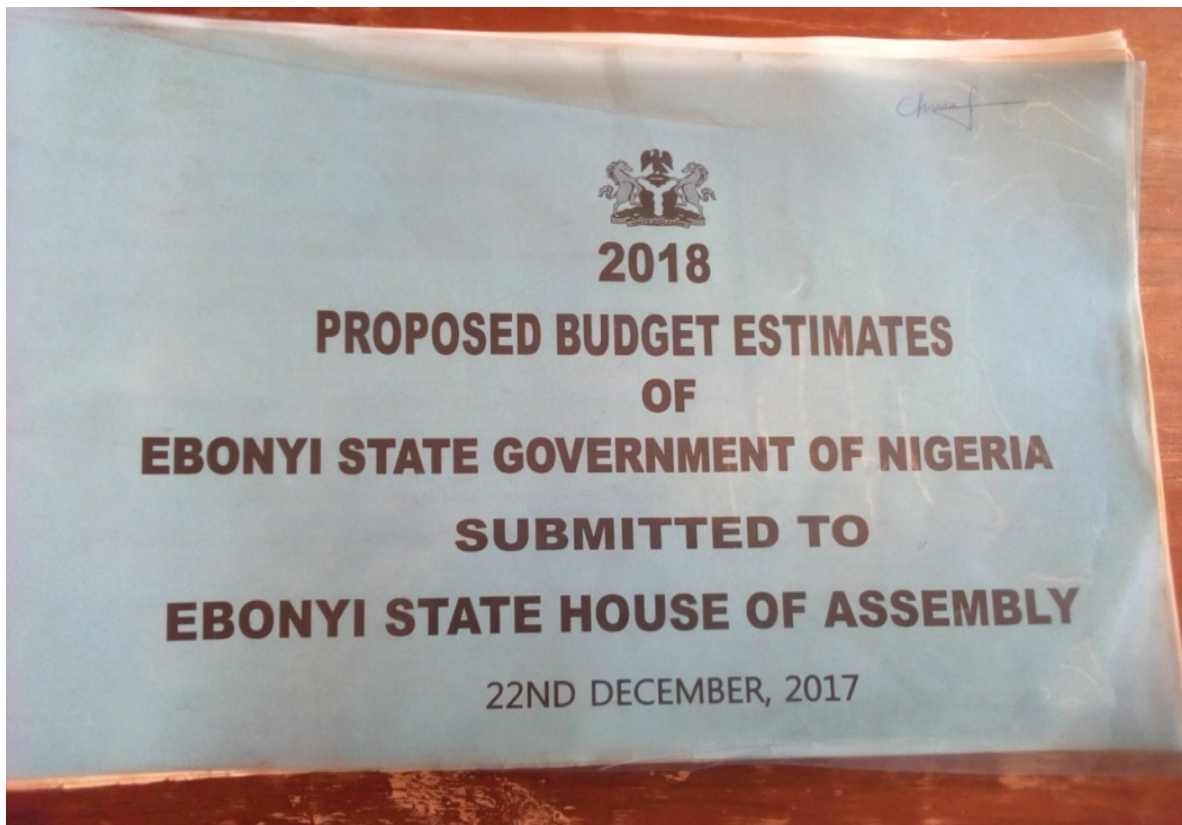 2018
PROPOSED BUDGET ESTIMATES
OF
EBONYI STATE GOVERNMENT OF NIGERIA
SUBMITTED TO
EBONYI STATE HOUSE OF ASSEMBLY
22ND DECEMBER, 2017